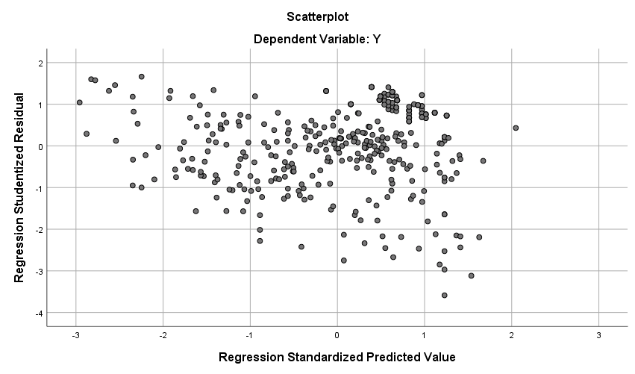 Scatterplot
Dependent Variable: Y
Regression Studentized Residual
2
1
0
-1
-2
-3
-4
-3 -2 -1 0 1 2 3
Regression Standardized Predicted Value